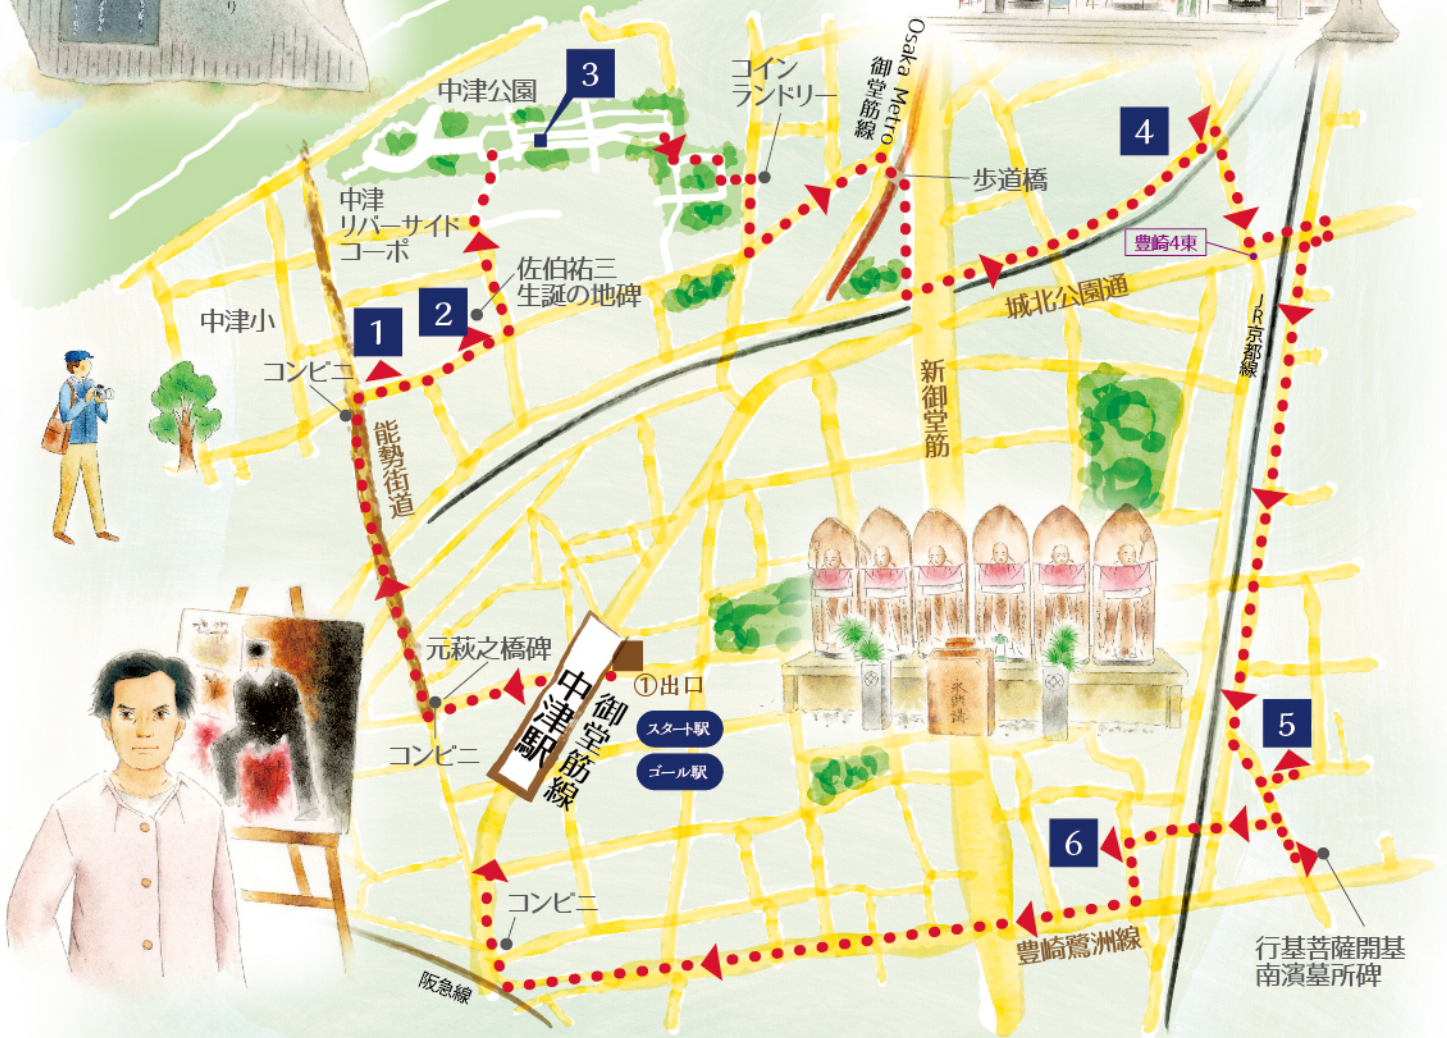 中津公園
3
コイン
ランドリー
Osaka Metro
御堂筋線
4
歩道橋
中津
リバーサイド
コーポ
豊崎4東
佐伯祐三
生誕の地碑
城北公園通
中津小
1
2
コンビニ
JR京都線
新御堂筋
能勢街道
元萩之橋碑
①出口
中津駅
御堂筋線
スタート駅
ゴール駅
コンビニ
5
6
コンビニ
豊崎鷺洲線
行基菩薩開基
南濱墓所碑
阪急線